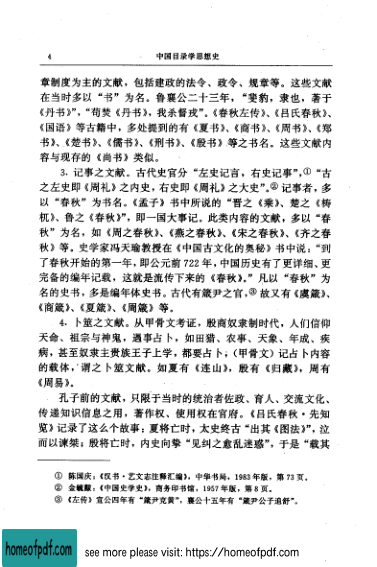 4 中国目录学思想史
章制度为主的文献，包括建政的法令、政令、规章等。这些文献
在当时多以“书”为名。鲁襄公二十三年，“斐豹，隶也，著于
《丹书》”，“苟焚《丹书》，我杀督戎”。《春秋左传》、《吕氏春秋》、
《国语》等古籍中，多处提到的有《夏书》、《商书》、《周书》、《郑
书》、《楚书》、《儒书》、《刑书》、《殷书》等之书名。这些文献内
容与现存的《尚书》类似。
3．记事之文献。古代史官分“左史记言，右史记事”，① “古
之左史即《周礼》之内史，右史即《周礼》之大史”。② 记事者，多
以“春秋”为书名。《孟子》书中所说的“晋之《乘》、楚之《梼
杌》、鲁之《春秋》”，即一国大事记。此类内容的文献，多以“春
秋”为名，如《周之春秋》、《燕之春秋》、《宋之春秋》、《齐之春
秋》等。史学家冯天瑜教授在《中国古文化的奥秘》书中说：“到
了春秋开始的第一年，即公元前 722 年，中国历史有了更详细、更
完备的编年记载，这就是流传下来的《春秋》。”凡以“春秋”为
名的史书，多是编年体史书。古代有箴尹之官，③ 故又有《虞箴》、
《商箴》、《夏箴》、《周箴》等。
4．卜筮之文献。从甲骨文考证，殷商奴隶制时代，人们信仰
天命、祖宗与神鬼，遇事占卜，如田猎、农事、天象、年成、疾
病，甚至奴隶主贵族王子上学，都要占卜；（甲骨文）记占卜内容
的载体，谓之卜筮文献。如夏有《连山》，殷有《归藏》，周有
《周易》。
孔子前的文献，只限于当时的统治者佐政、育人、交流文化、
传递知识信息之用，著作权、使用权在官府。《吕氏春秋·先知
览》记录了这么个故事：夏将亡时，太史终古“出其《图法》”，泣
而以谏桀；殷将亡时，内史向挚“见纣之愈乱迷惑”，于是“载其
① 陈国庆：《汉书·艺文志注释汇编》，中华书局，1983 年版，第 73 页。
② 金毓黻：《中国史学史》，商务印书馆，1957 年版，第 8 页。
③ 《左传》宣公四年有“箴尹克黄”，襄公十五年有“箴尹公子追舒”。
homeofpdf.com
see more please visit: https://homeofpdf.com